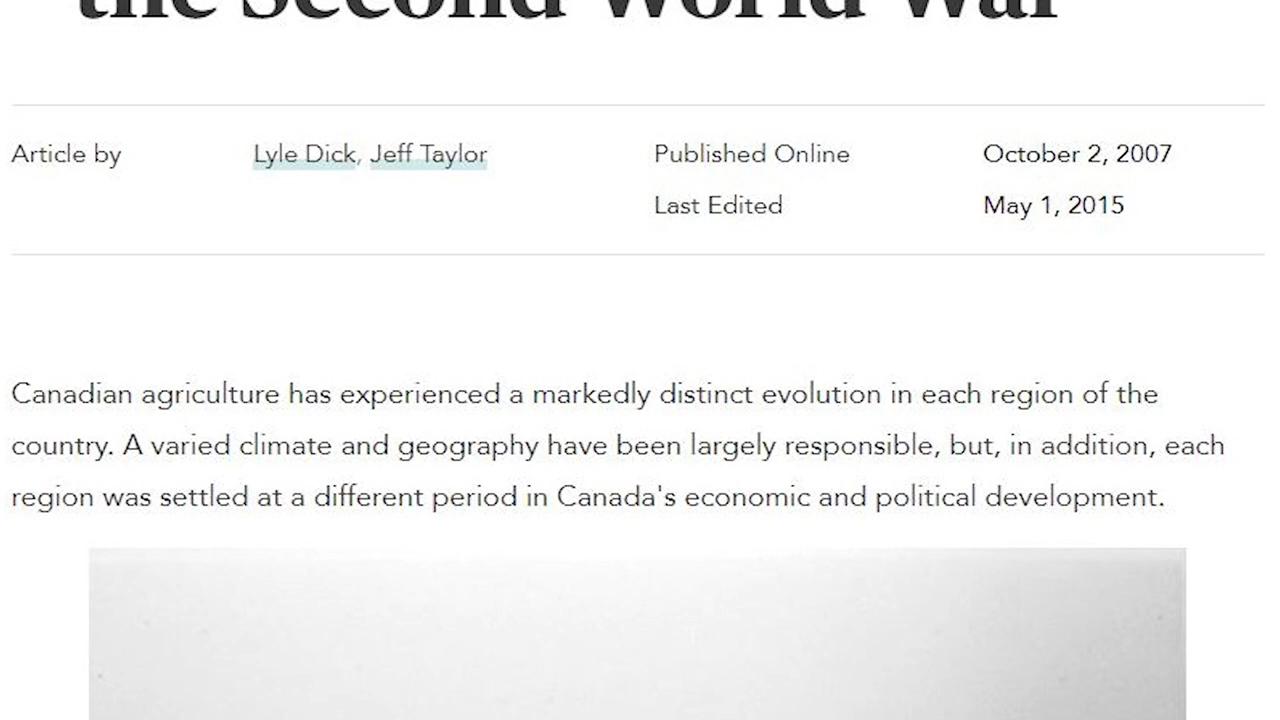 the Second World War
Article by
Lyle Dick, Jeff Taylor
Published Online
October 2, 2007
Last Edited
May 1, 2015
Canadian agriculture has experienced a markedly distinct evolution in each region of the
country. A varied climate and geography have been largely responsible, but, in addition, each
region was settled at a different period in Canada's economic and political development.